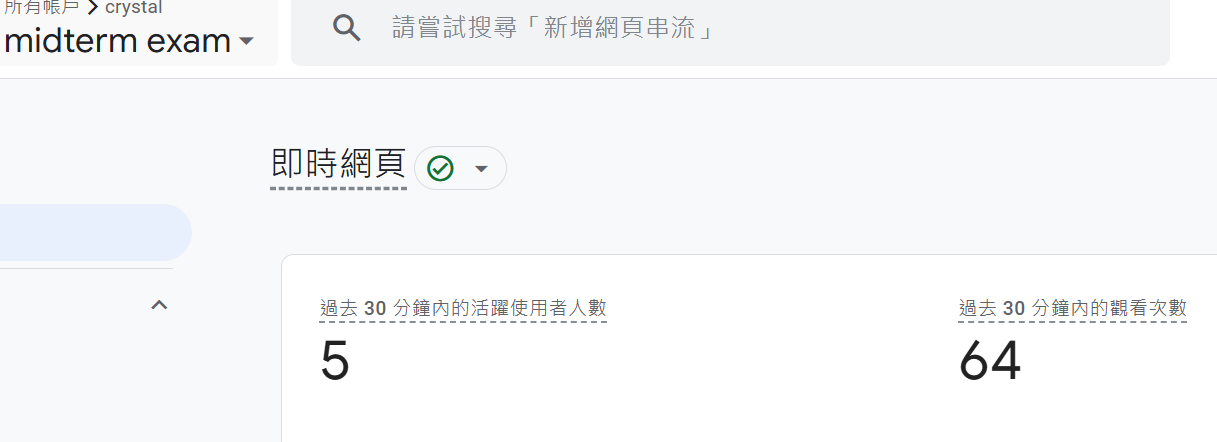 所有帳戶 > crystal
midterm exam
請嘗試搜尋「新增網頁串流」
即時網頁
過去 30 分鐘內的活躍使用者人數
5
過去 30 分鐘內的觀看次數
64